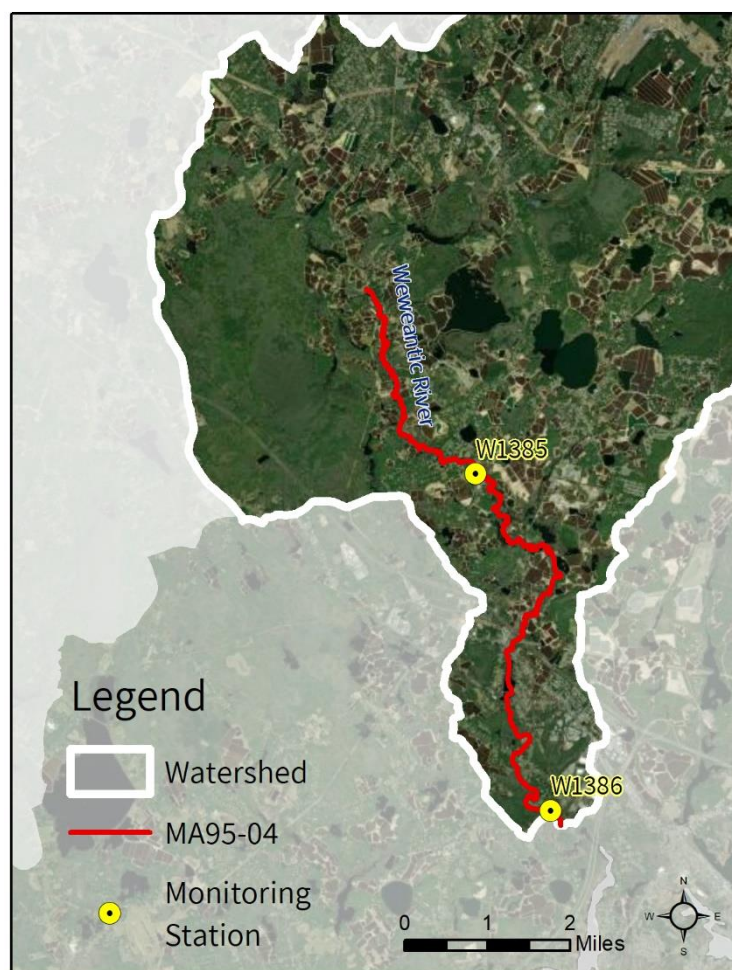 Weweantic River
W1385
W1386
Legend
Watershed
MA95-04
Monitoring
Station
0 1 2
Miles
N
W E
S